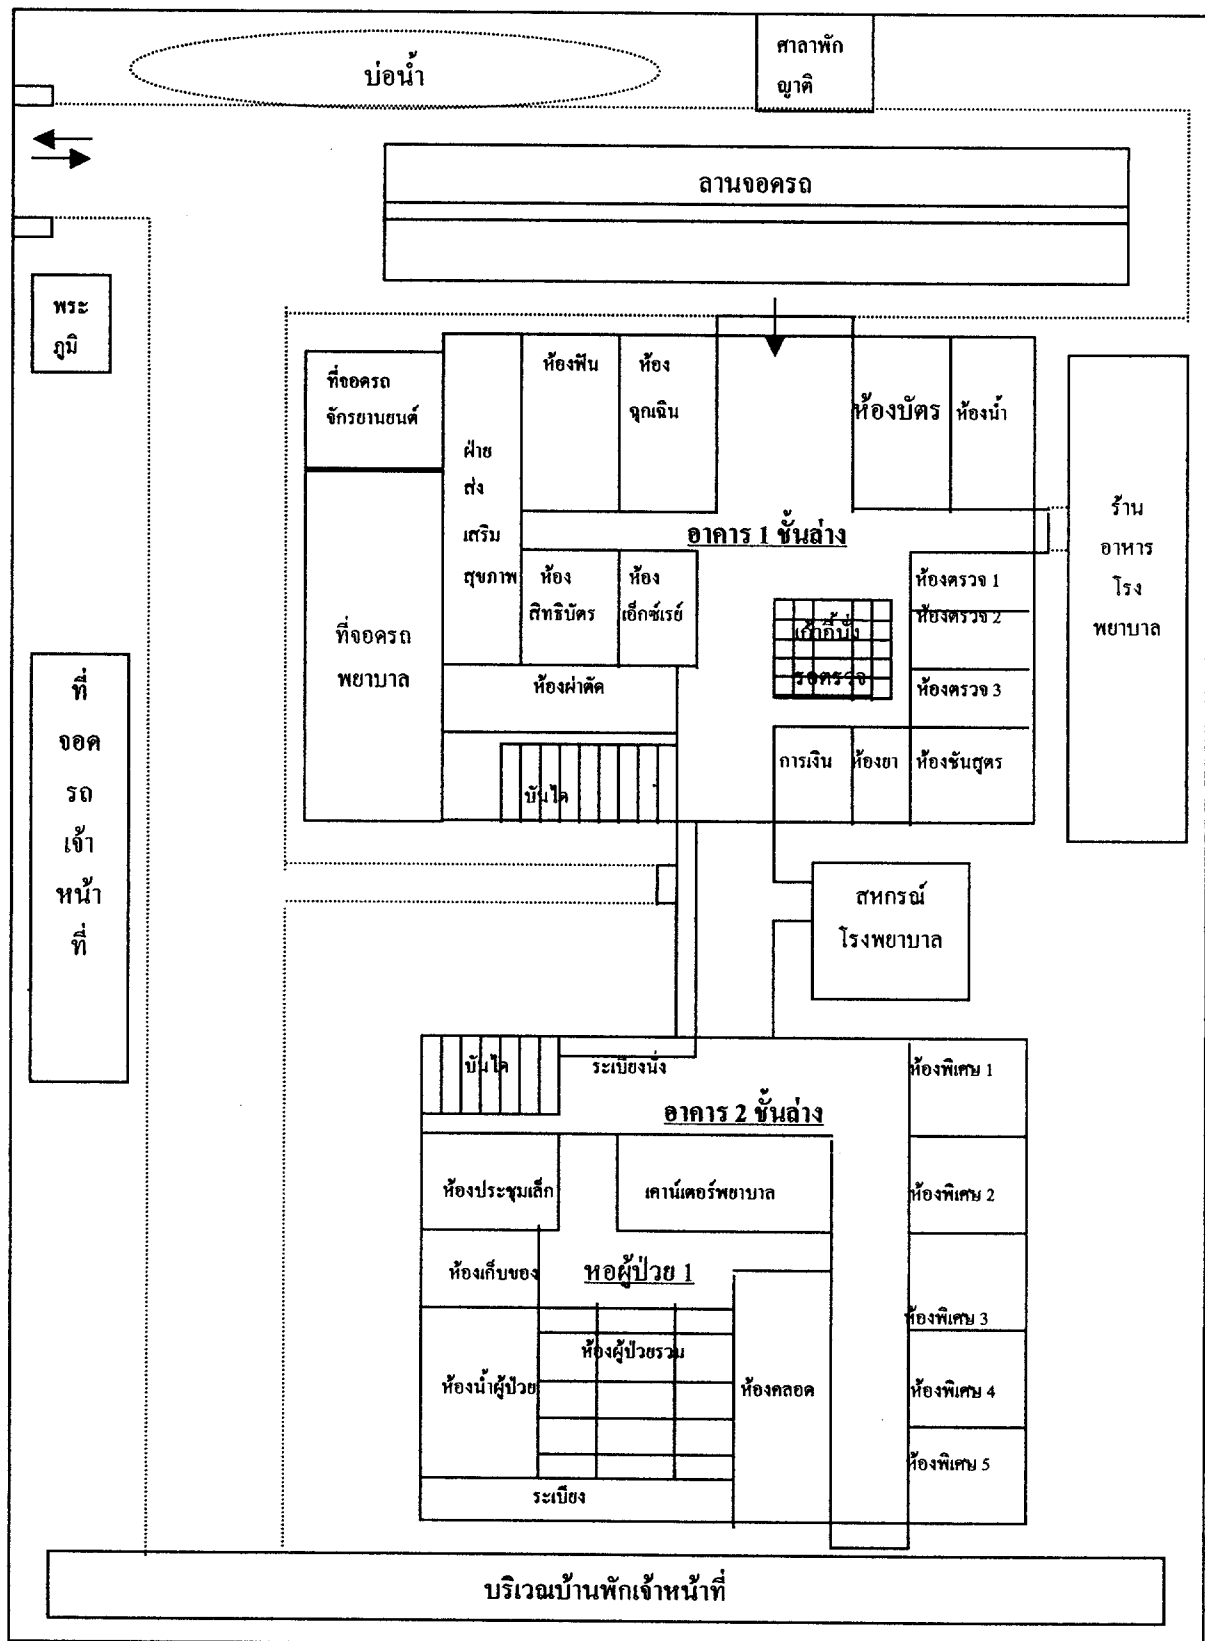 บ่อน้ำ
ศาลาพัก
ญาติ
ลานจอดรถ
พระ
ภูมิ
ที่จอดรถ
จักรยานยนต์
ฝ่าย
ส่ง
เสริม
สุขภาพ
ห้องฟัน
ห้อง
ฉุกเฉิน
ห้องบัตร
ห้องน้ำ
อาคาร 1 ชั้นล่าง
ร้าน
อาหาร
โรง
พยาบาล
ห้อง
สิทธิบัตร
ห้อง
เอ็กซ์เรย์
ห้องตรวจ 1
ห้องตรวจ 2
ห้องตรวจ 3
เก้าอี้นั่ง
รอตรวจ
ที่จอดรถ
พยาบาล
ห้องผ่าตัด
บันได
การเงิน
ห้องยา
ห้องชันสูตร
ที่
จอด
รถ
เจ้า
หน้า
ที่
สหกรณ์
โรงพยาบาล
บันได
ระเบียงนั่ง
อาคาร 2 ชั้นล่าง
ห้องพิเศษ 1
ห้องประชุมเล็ก
เคาน์เตอร์พยาบาล
ห้องพิเศษ 2
ห้องเก็บของ
หอผู้ป่วย 1
ห้องพิเศษ 3
ห้องผู้ป่วยรวม
ห้องน้ำผู้ป่วย
ห้องคลอด
ห้องพิเศษ 4
ห้องพิเศษ 5
ระเบียง
บริเวณบ้านพักเจ้าหน้าที่